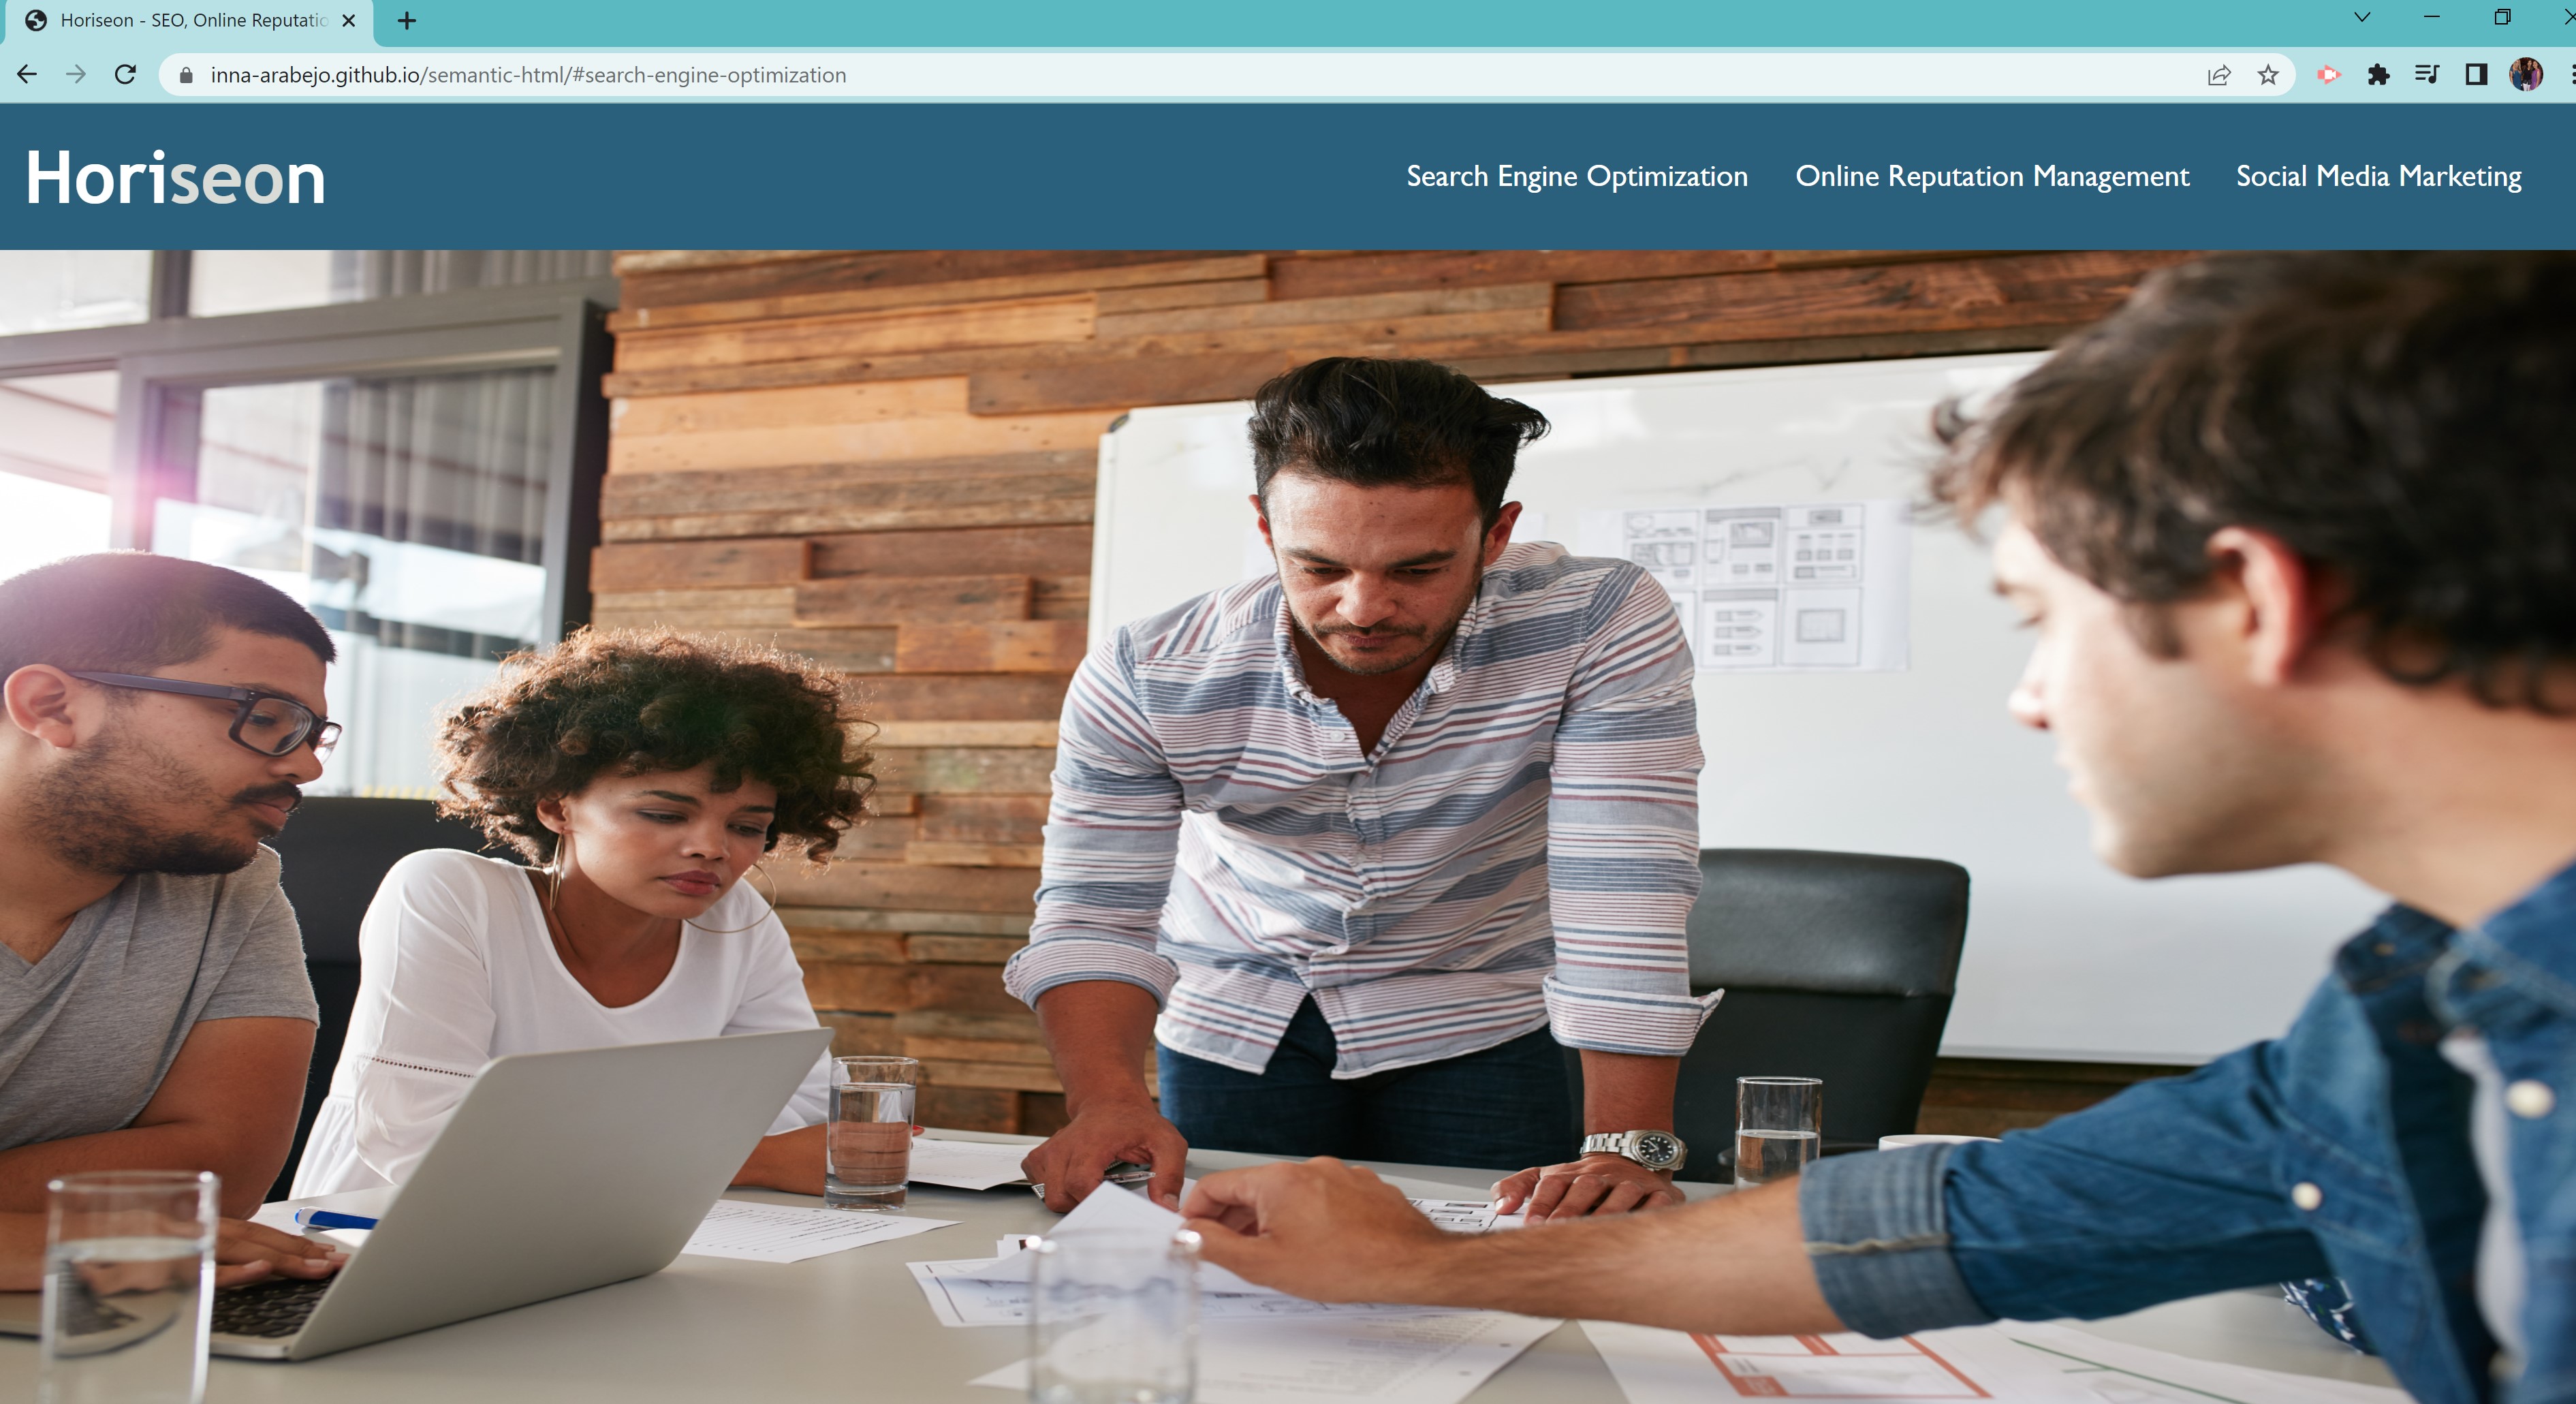 Horiseon - SEO, Online Reputatio
inna-arabejo.github.io/semantic-html/#search-engine-optimization
Horiseon
Search Engine Optimization Online Reputation Management Social Media Marketing